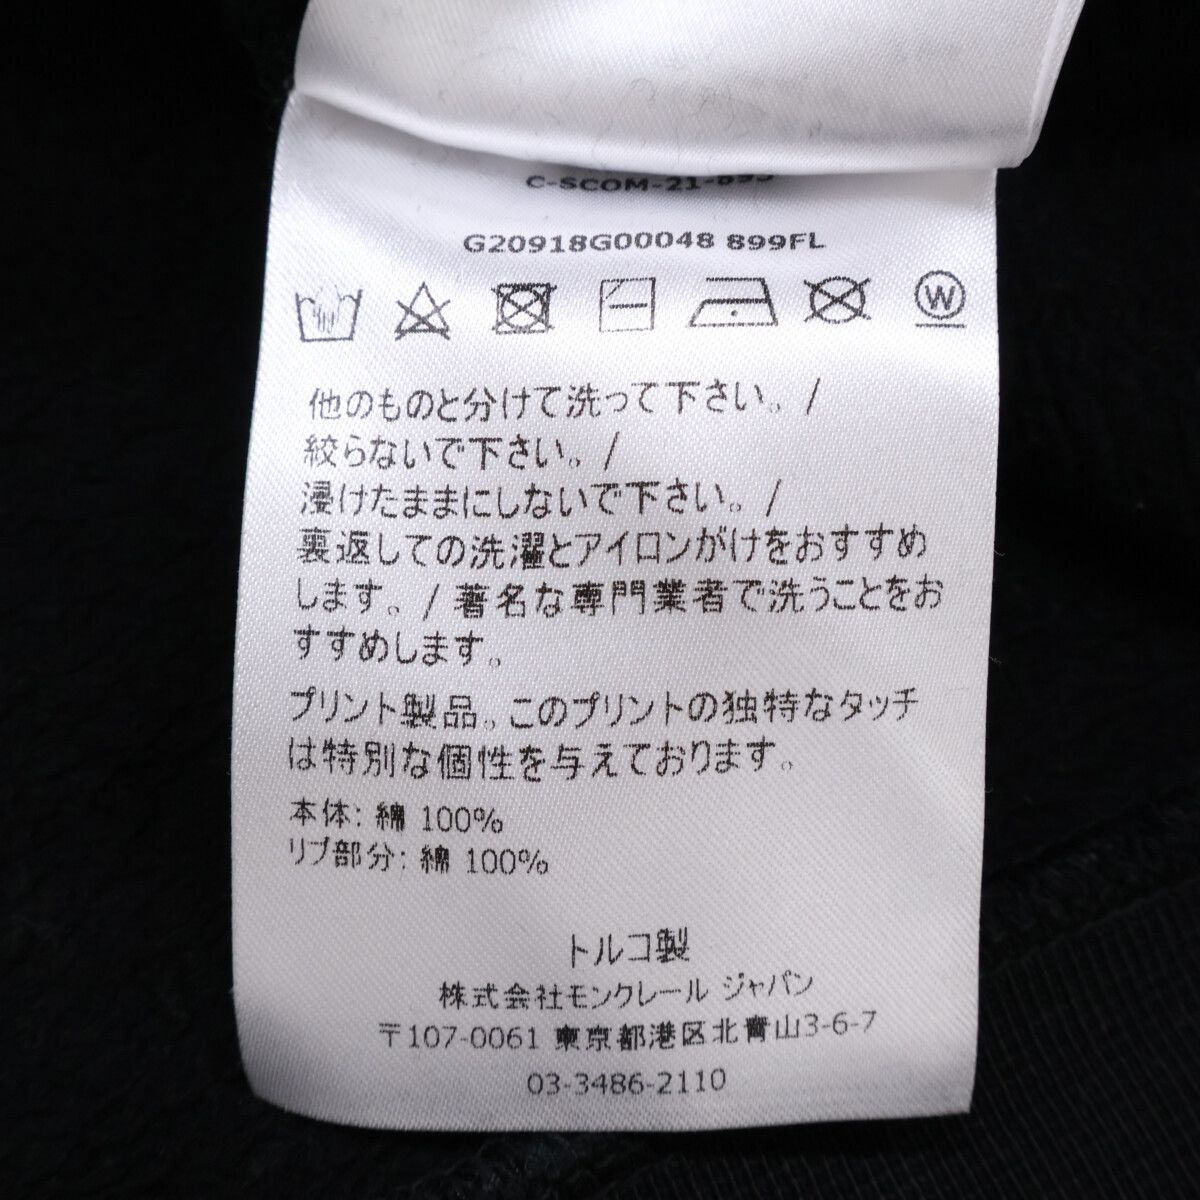 C-SCOM-21-895
G20918G00048 899FL
W
他のものと分けて洗って下さい。/
絞らないで下さい。/
浸けたままにしないで下さい。/
裏返しての洗濯とアイロンがけをおすすめ
します。/ 著名な専門業者で洗うことをお
すすめします。
プリント製品。このプリントの独特なタッチ
は特別な個性を与えております。
本体: 綿 100%
リブ部分: 綿 100%
トルコ製
株式会社モンクレール ジャパン
〒107-0061 東京都港区北青山3-6-7
03-3486-2110